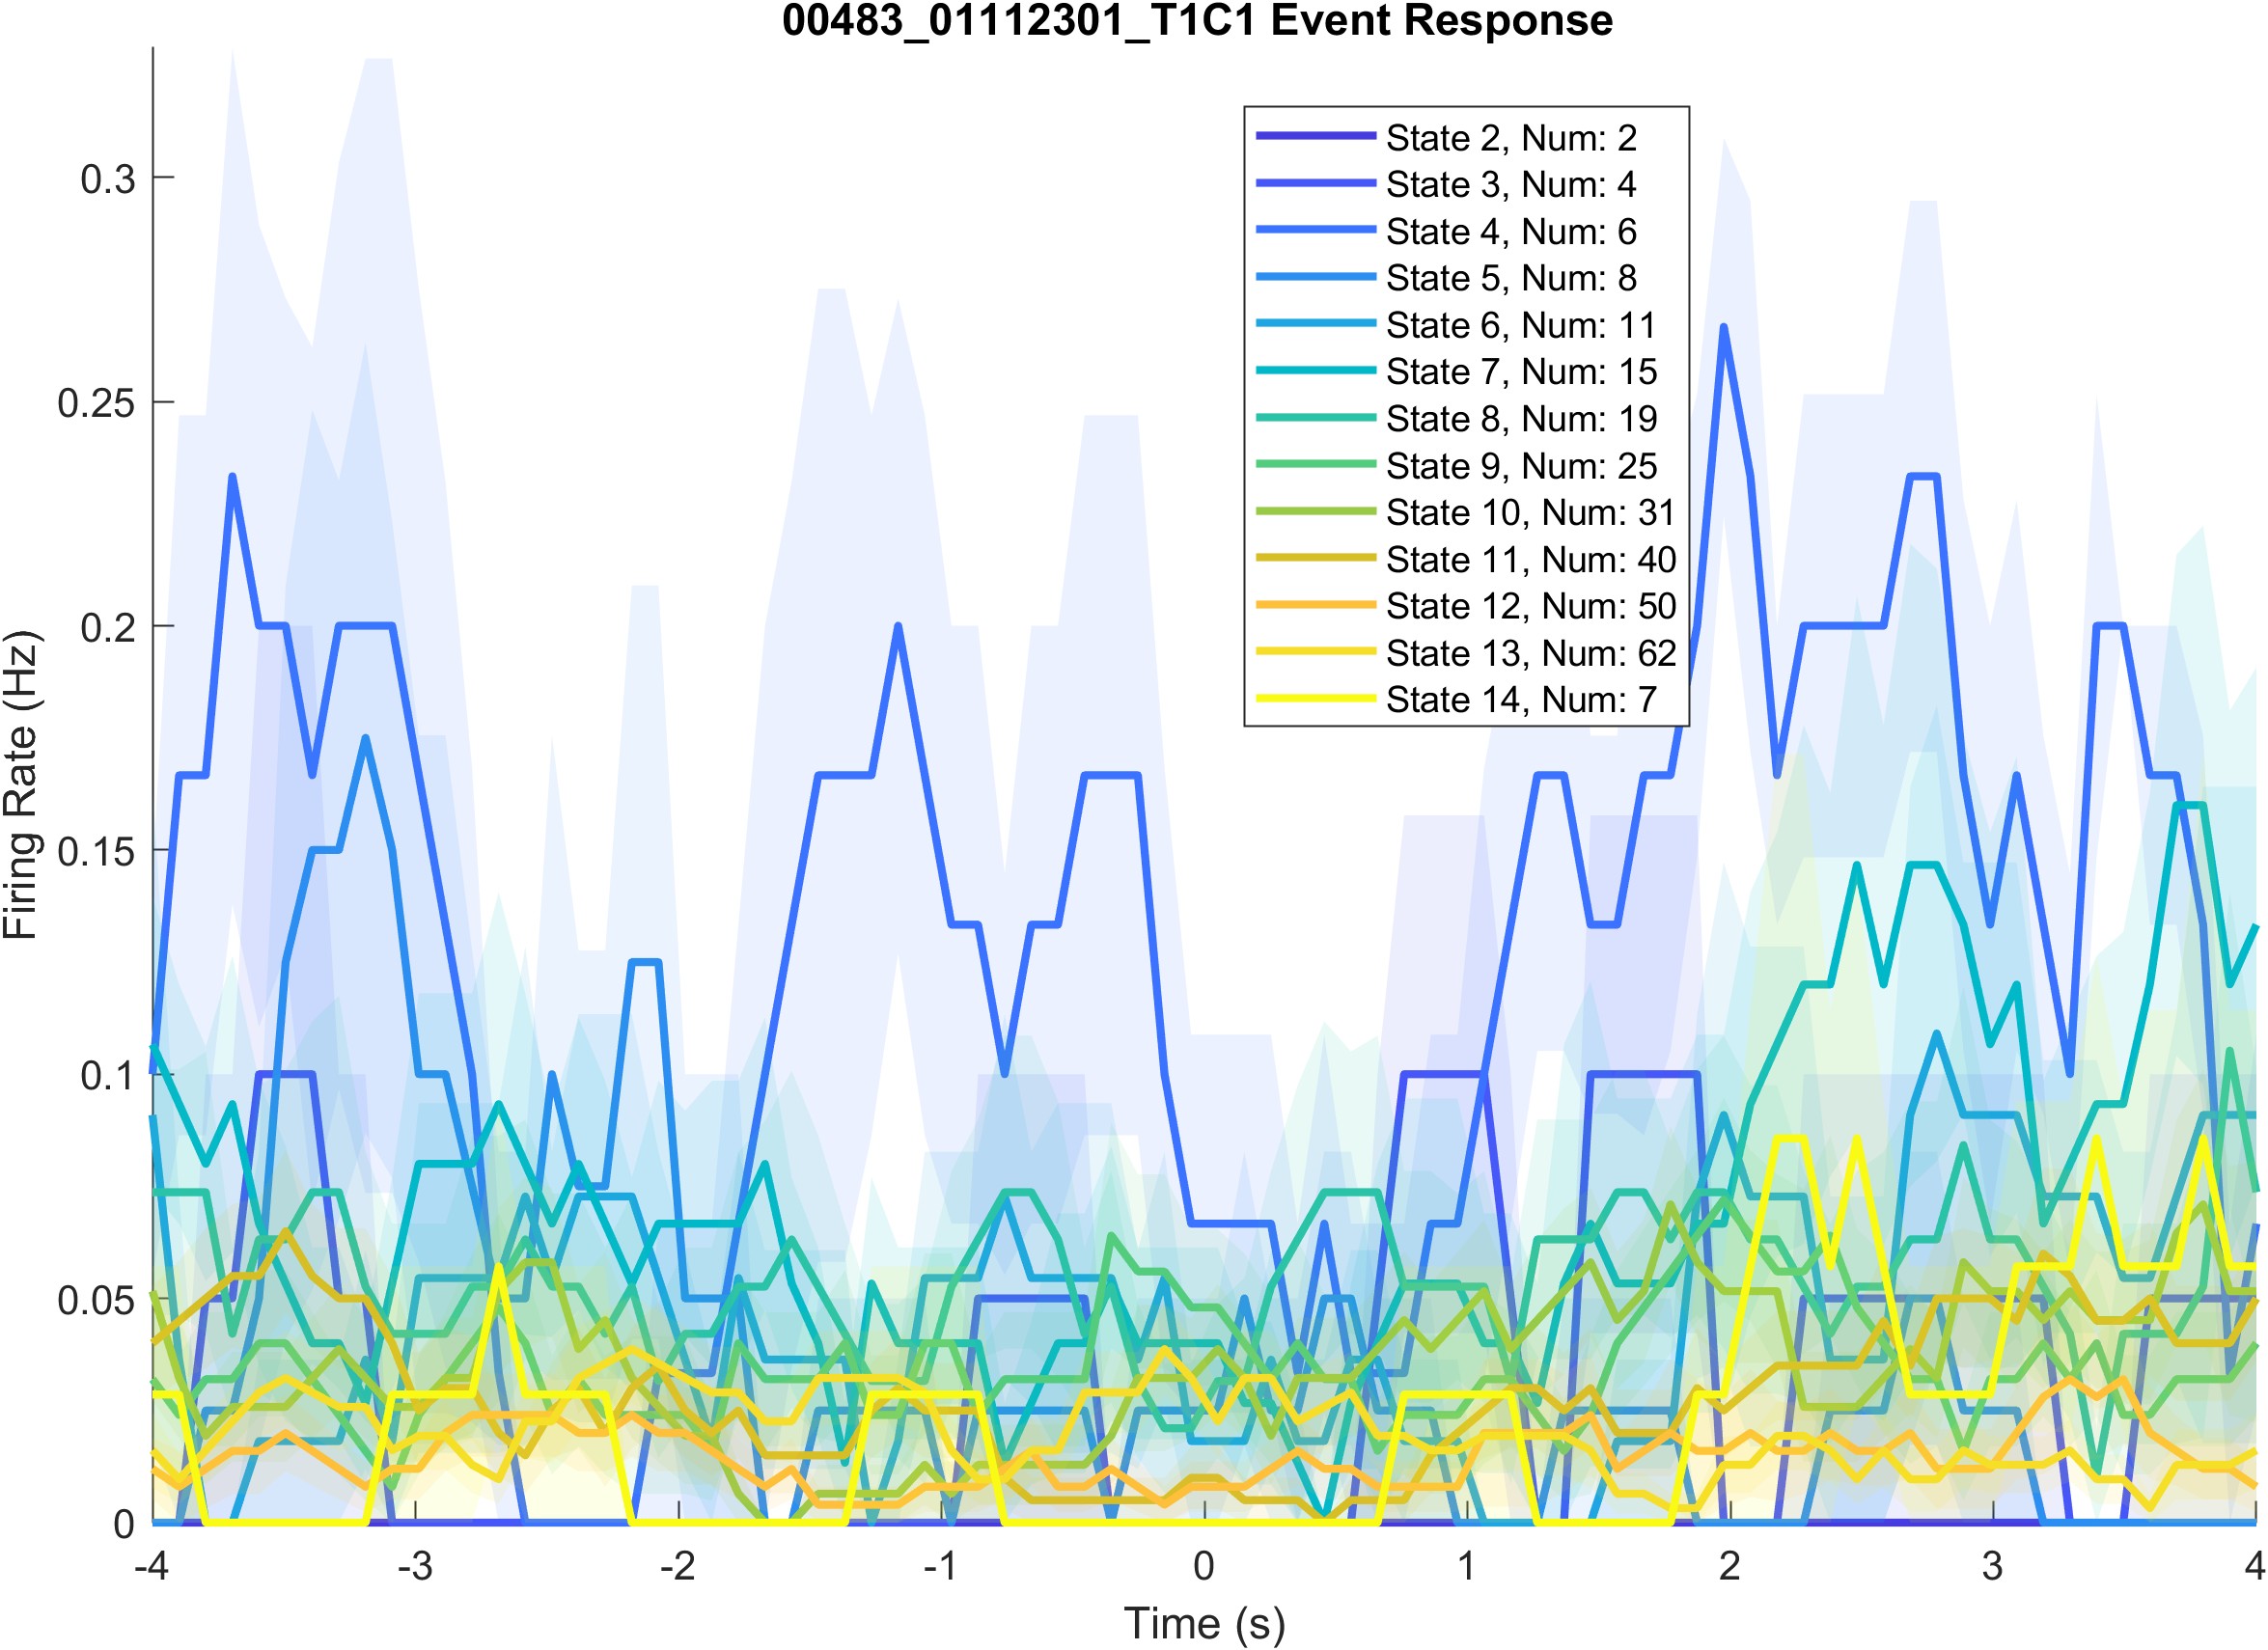 00483_01112301_T1C1 Event Response
State 2, Num: 2
State 3, Num: 4
State 4, Num: 6
State 5, Num: 8
State 6, Num: 11
State 7, Num: 15
State 8, Num: 19
State 9, Num: 25
State 10, Num: 31
State 11, Num: 40
State 12, Num: 50
State 13, Num: 62
State 14, Num: 7
0.3
0.25
0.2
0.15
0.1
0.05
0
Firing Rate (Hz)
-4 -3 -2 -1 0 1 2 3 4
Time (s)